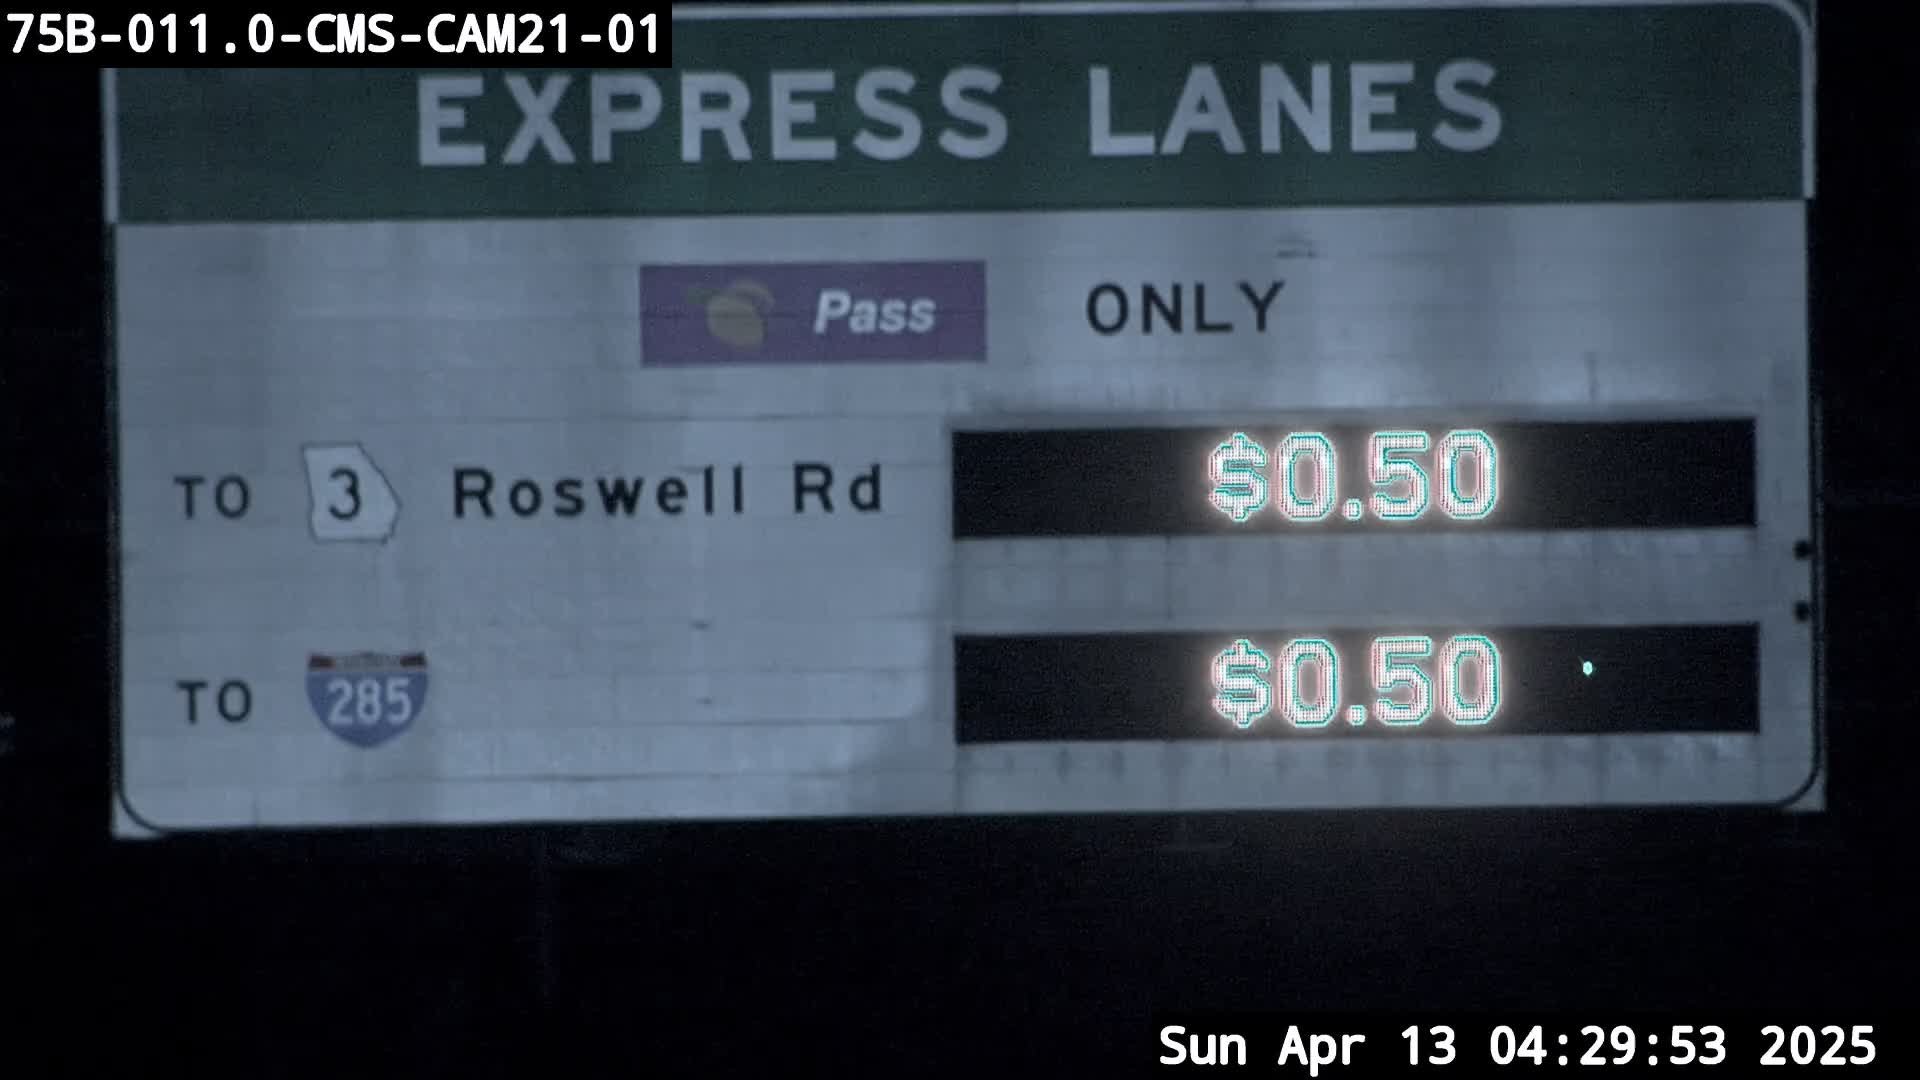 75B-011.0-CMS-CAM21-01
EXPRESS LANES
Pass ONLY
TO 3 Roswell Rd $0.50
TO 285 $0.50
Sun Apr 13 04:29:53 2025